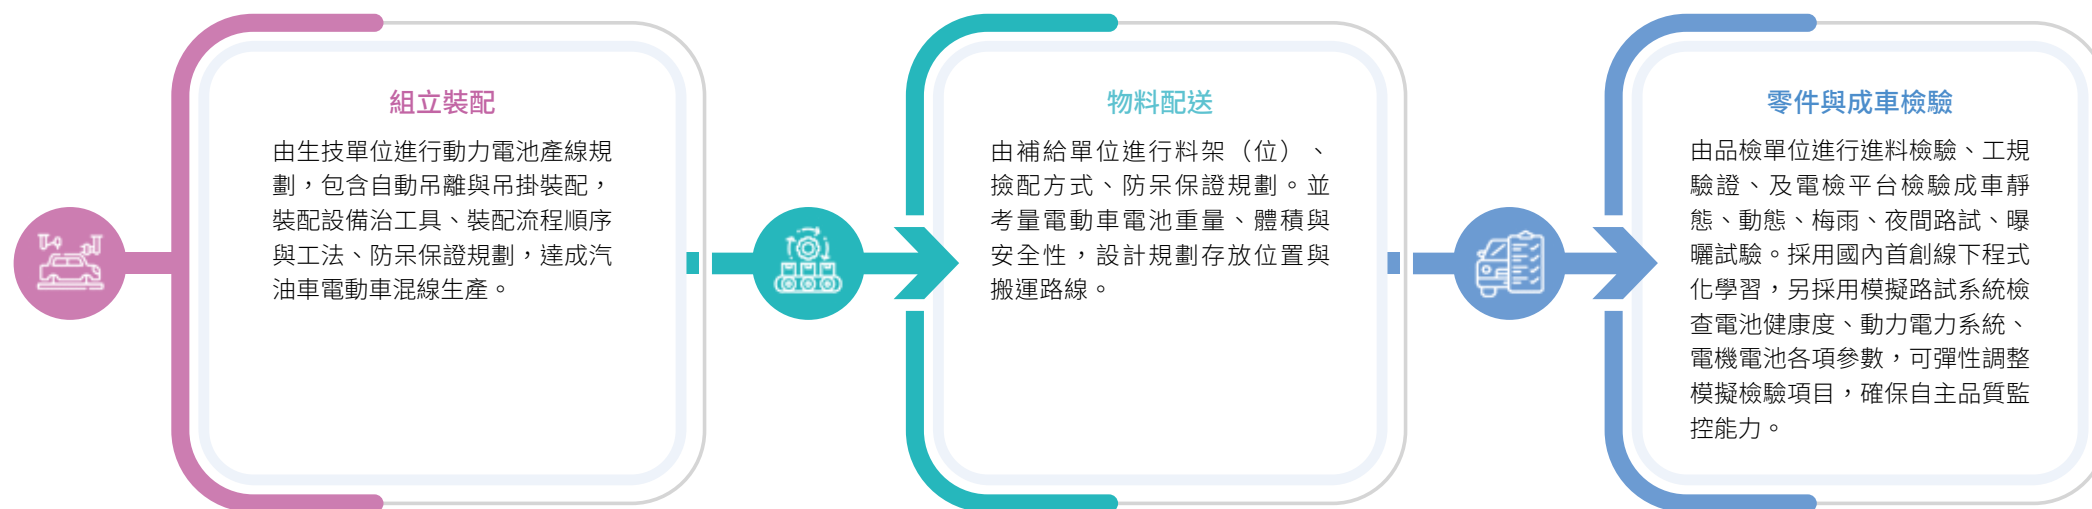 組立裝配
由生技單位進行動力電池產線規
劃，包含自動吊離與吊掛裝配，
裝配設備治工具、裝配流程順序
與工法、防呆保證規劃，達成汽
油車電動車混線生產。
物料配送
由補給單位進行料架（位）、
撿配方式、防呆保證規劃。並
考量電動車電池重量、體積與
安全性，設計規劃存放位置與
搬運路線。
零件與成車檢驗
由品檢單位進行進料檢驗、工規
驗證、及電檢平台檢驗成車靜
態、動態、梅雨、夜間路試、曝
曬試驗。採用國內首創線下程式
化學習，另採用模擬路試系統檢
查電池健康度、動力電力系統、
電機電池各項參數，可彈性調整
模擬檢驗項目，確保自主品質監
控能力。